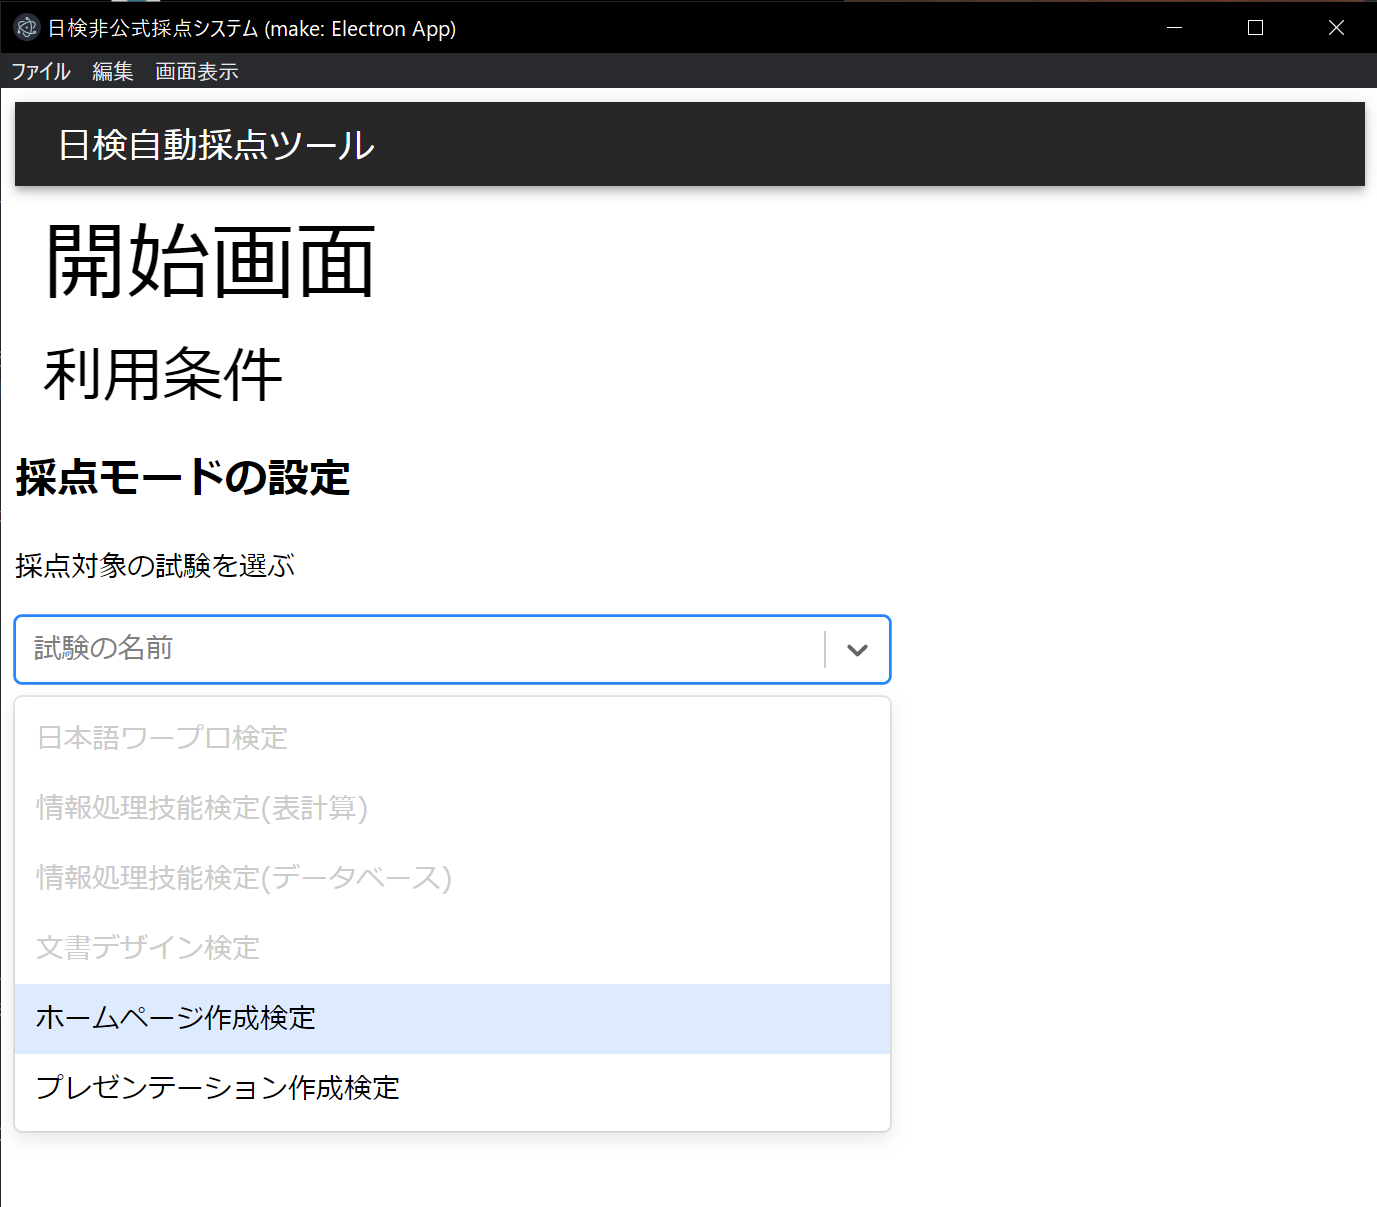 日検非公式採点システム (make: Electron App)
ファイル 編集 画面表示
日検自動採点ツール
開始画面
利用条件
採点モードの設定
採点対象の試験を選ぶ
試験の名前
日本語ワープロ検定
情報処理技能検定(表計算)
情報処理技能検定(データベース)
文書デザイン検定
ホームページ作成検定
プレゼンテーション作成検定